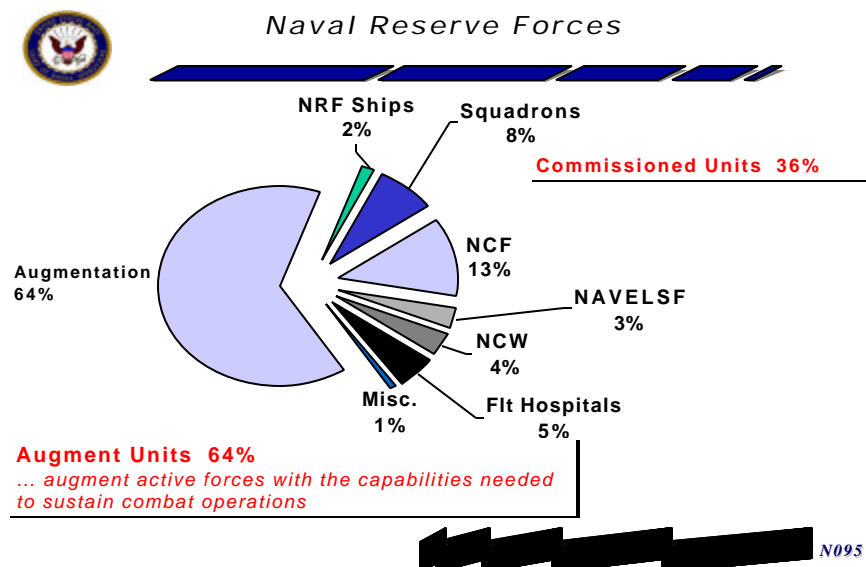 Naval Reserve Forces
NRF Ships
2%
Squadrons
8%
Commissioned Units 36%
NCF
13%
Augmentation
64%
NAVELSF
3%
NCW
4%
Misc.
1%
Flt Hospitals
5%
Augment Units 64%
... augment active forces with the capabilities needed
to sustain combat operations
N095